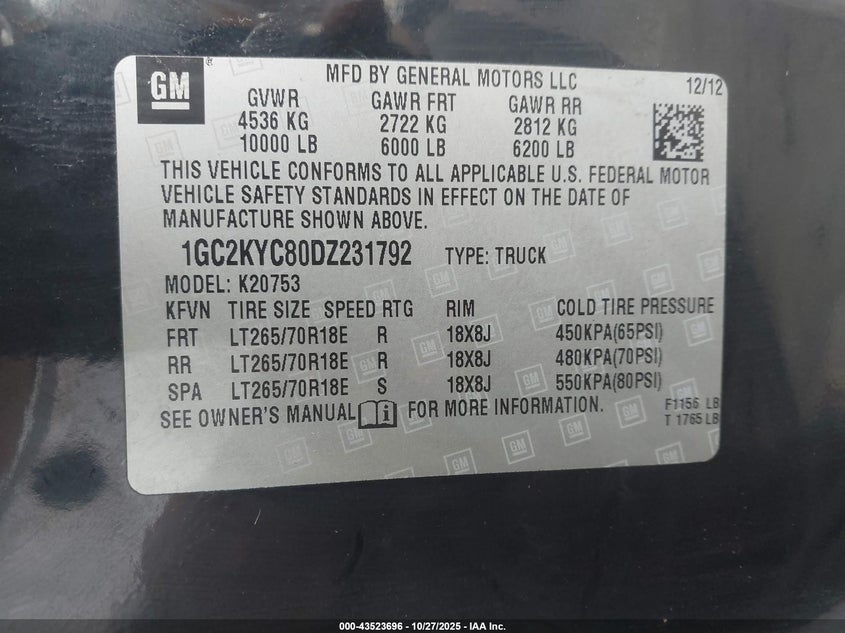 GM
MFD BY GENERAL MOTORS LLC 12/12
GVWR GAWR FRT GAWR RR
4536 KG 2722 KG 2812 KG
10000 LB 6000 LB 6200 LB
THIS VEHICLE CONFORMS TO ALL APPLICABLE U.S. FEDERAL MOTOR
VEHICLE SAFETY STANDARDS IN EFFECT ON THE DATE OF
MANUFACTURE SHOWN ABOVE.
1GC2KYC80DZ231792 TYPE: TRUCK
MODEL: K20753
KFVN TIRE SIZE SPEED RTG RIM COLD TIRE PRESSURE
FRT LT265/70R18E R 18X8J 450KPA(65PSI)
RR LT265/70R18E R 18X8J 480KPA(70PSI)
SPA LT265/70R18E S 18X8J 550KPA(80PSI)
SEE OWNER'S MANUAL i FOR MORE INFORMATION. F1156 LB
T 1765 LB
000-43523696 - 10/27/2025 - IAA Inc.